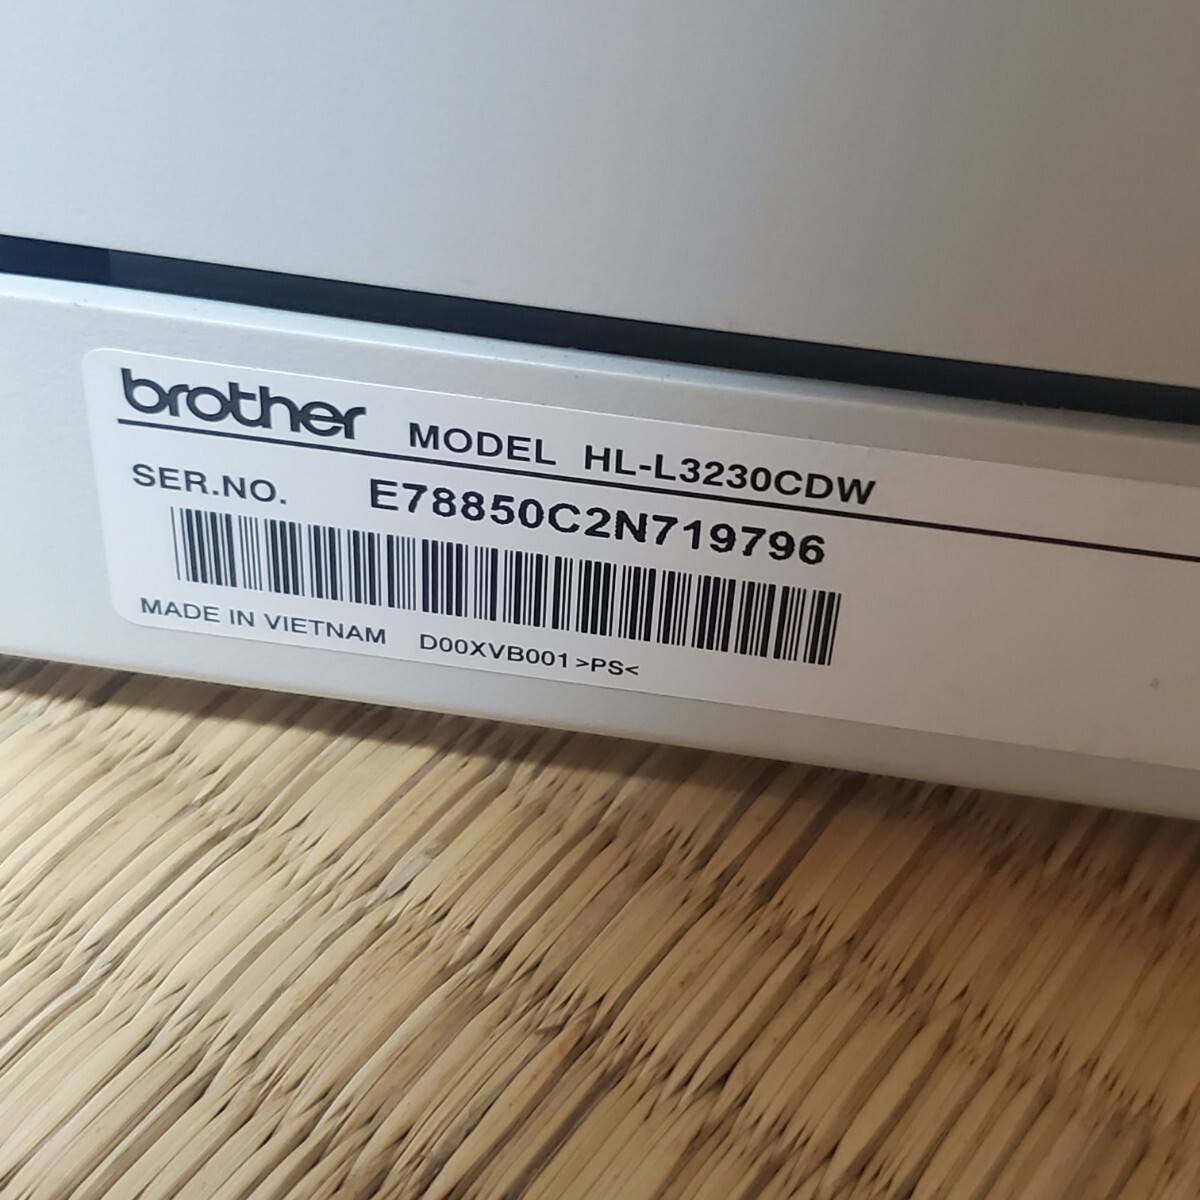 brother MODEL HL-L3230CDW
SER.NO. E78850C2N719796
MADE IN VIETNAM D00XVB001 >PS<